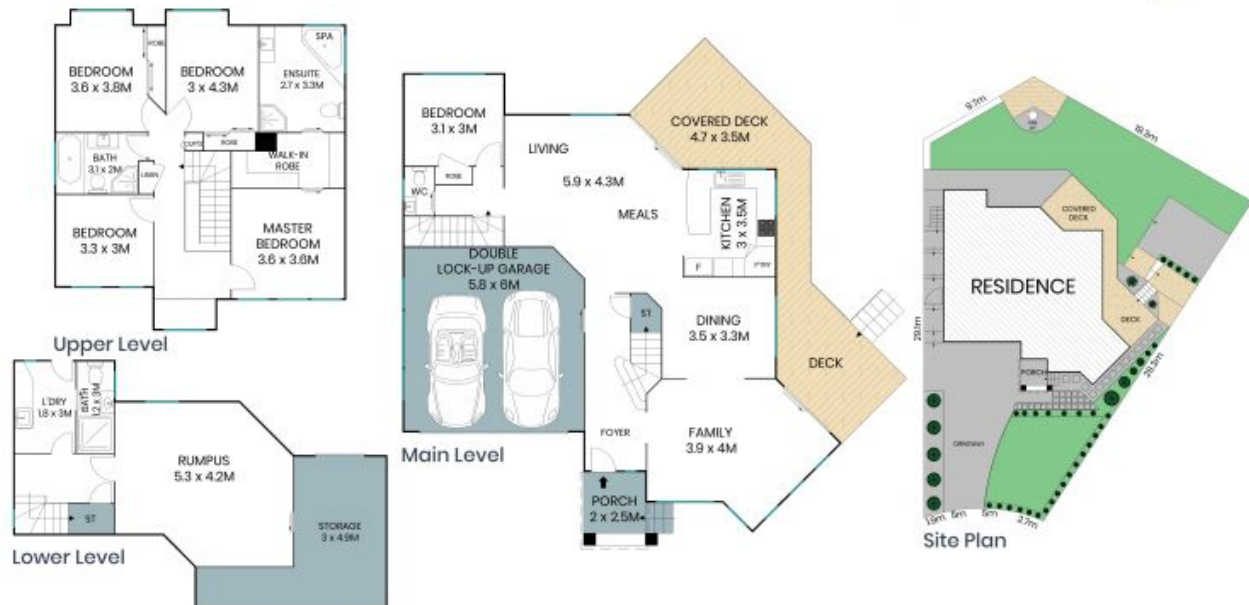 SPA
ROBE
BEDROOM
3.6 x 3.8M
BEDROOM
3 x 4.3M
ENSUITE
2.7 x 3.3M
CUP'D
ROBE
BATH
3.1 x 2M
LINEN
WALK-IN
ROBE
BEDROOM
3.3 x 3M
MASTER
BEDROOM
3.6 x 3.6M
Upper Level
L'DRY
1.8 x 3M
BATH
1.2 x 3M
RUMPUS
5.3 x 4.2M
ST
STORAGE
3 x 4.9M
Lower Level
BEDROOM
3.1 x 3M
COVERED DECK
4.7 x 3.5M
LIVING
5.9 x 4.3M
ROBE
WC
MEALS
KITCHEN
3 x 3.5M
F
P'TRY
DOUBLE
LOCK-UP GARAGE
5.8 x 6M
ST
DINING
3.5 x 3.3M
DECK
FOYER
FAMILY
3.9 x 4M
Main Level
PORCH
2 x 2.5M
9.7m
19.3m
COVERED
DECK
RESIDENCE
DECK
29.1m
28.3m
PORCH
DRIVEWAY
5m
5m
2.7m
Site Plan